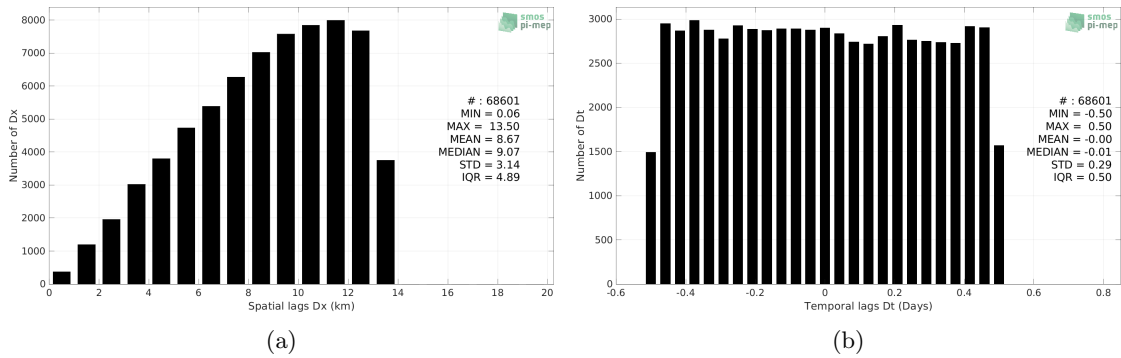 8000
7000
6000
5000
4000
3000
2000
1000
0
Number of Dx
0 2 4 6 8 10 12 14 16 18 20
Spatial lags Dx (km)
smos
pi-mep
# : 68601
MIN = 0.06
MAX = 13.50
MEAN = 8.67
MEDIAN = 9.07
STD = 3.14
IQR = 4.89
(a)
3000
2500
2000
1500
1000
500
0
Number of Dt
-0.6 -0.4 -0.2 0 0.2 0.4 0.6 0.8
Temporal lags Dt (Days)
smos
pi-mep
# : 68601
MIN = -0.50
MAX = 0.50
MEAN = -0.00
MEDIAN = -0.01
STD = 0.29
IQR = 0.50
(b)